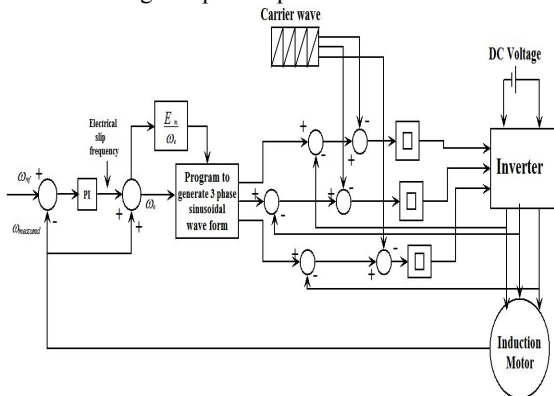 Carrier wave
DC Voltage
Electrical
slip
frequency
E m
ω
ω ref
+
-
PI
+
+
ω
Program to
generate 3 phase
sinusoidal
wave form
ω measured
+
-
+
-
+
-
+
-
+
-
+
-
Inverter
Induction
Motor